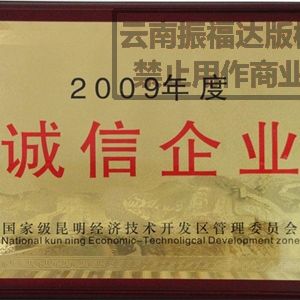 云南振福达版权
禁止用作商业
2009年度
诚信企业
国家级昆明经济技术开发区管理委员会
National kun ning Economic-Technoligcal Development zone